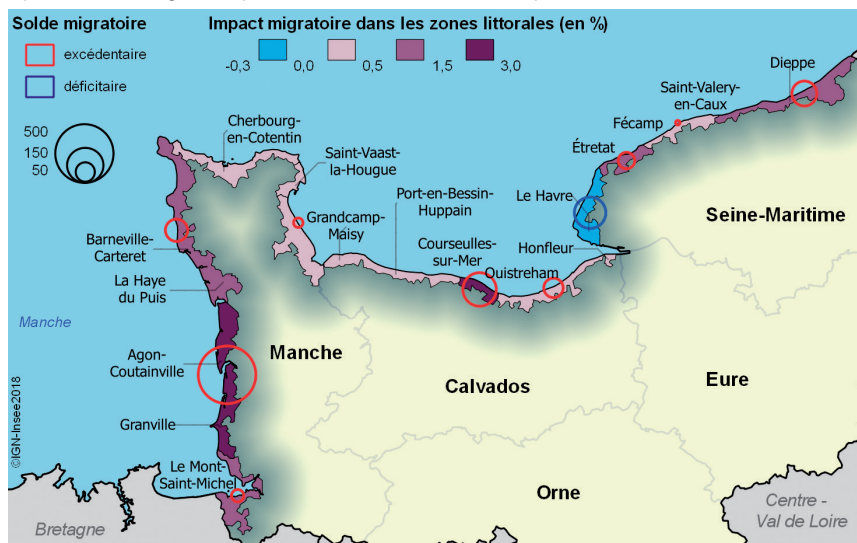 Solde migratoire
excédentaire
déficitaire
500
150
50
Impact migratoire dans les zones littorales (en %)
-0,3
0,0
0,5
1,5
3,0
Dieppe
Saint-Valery-
en-Caux
Fécamp
Étretat
Cherbourg-
en-Cotentin
Saint-Vaast-
la-Hougue
Port-en-Bessin-
Huppain
Le Havre
Seine-Maritime
Grandcamp-
Maisy
Barneville-
Carteret
Courseulles-
sur-Mer
Honfleur
Ouistreham
La Haye
du Puis
Manche
Manche
Agon-
Coutainville
Calvados
Eure
Granville
Le Mont-
Saint-Michel
Orne
Bretagne
Centre -
Val de Loire
©IGN-Insee2018